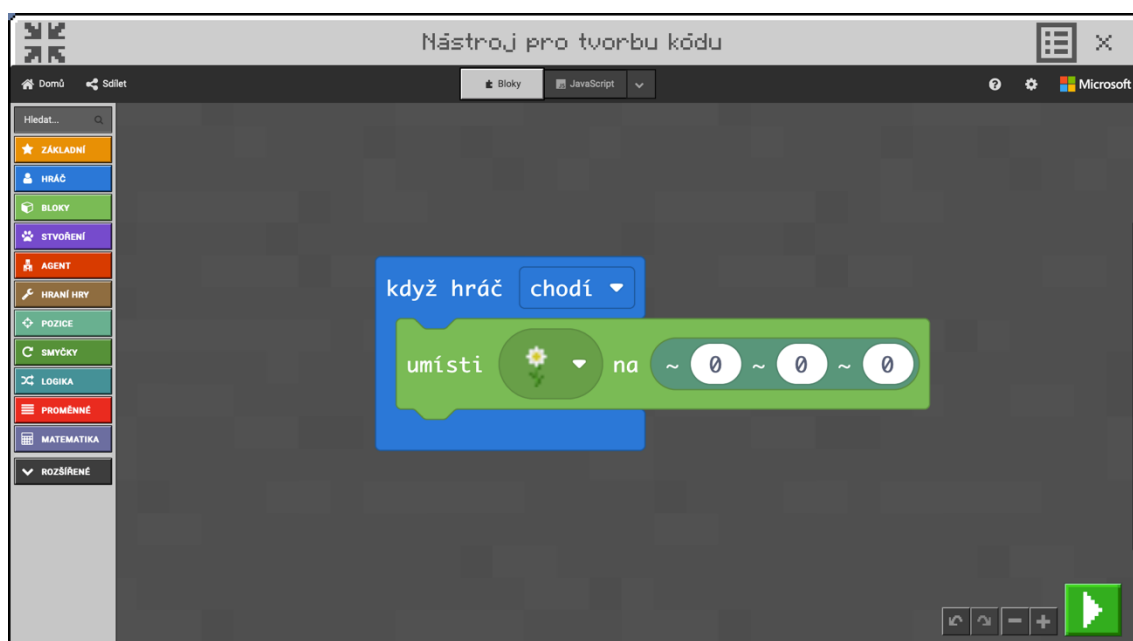 Nástroj pro tvorbu kódu
Domů Sdílet Bloky JavaScript Microsoft
Hledat...
ZÁKLADNÍ
HRÁČ
BLOKY
STVOŘENÍ
AGENT
HRANÍ HRY
POZICE
SMYČKY
LOGIKA
PROMĚNNÉ
MATEMATIKA
ROZŠÍŘENÉ
když hráč chodí
umísti na ~ 0 ~ 0 ~ 0